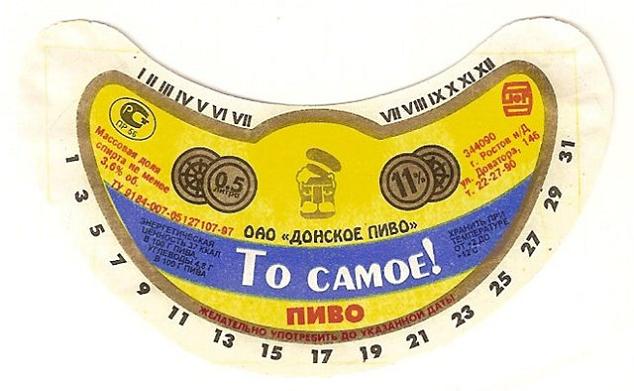 I II III IV V VI VII
VII VIII IX X XI XII
ПР 56
Массовая доля
спирта не менее
3,6% об.
ТУ 9184-007-05127107-97
0.5
ЛИТРА
11%
344090
г. Ростов н/Д
ул. Доватора, 146
т. 22-27-90
ОАО «ДОНСКОЕ ПИВО»
ЭНЕРГЕТИЧЕСКАЯ
ЦЕННОСТЬ 37 ККАЛ
В 100 Г ПИВА
УГЛЕВОДЫ 4,6 Г
В 100 Г ПИВА
То самое!
ХРАНИТЬ ПРИ
ТЕМПЕРАТУРЕ
ОТ +2 ДО
+12°С
ПИВО
ЖЕЛАТЕЛЬНО УПОТРЕБИТЬ ДО УКАЗАННОЙ ДАТЫ
1 3 5 7 9 11 13 15 17 19 21 23 25 27 29 31